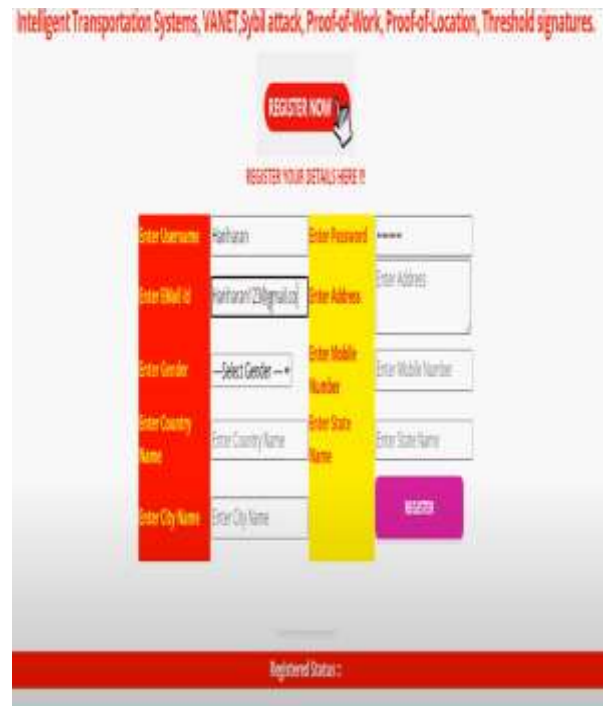 Intelligent Transportation Systems, VANET,Sybil attack, Proof-of-Work, Proof-of-Location, Threshold signatures.
REGISTER NOW
REGISTER YOUR DETAILS HERE !!!
Enter Username Hariharan Enter Password ••••••
Enter EMail Id Hariharan123@gmail.co Enter Address Enter Address
Enter Gender ---Select Gender --- Enter Mobile Number Enter Mobile Number
Enter Country Name Enter Country Name Enter State Name Enter State Name
Enter City Name Enter City Name REGISTER
Registered Status ::